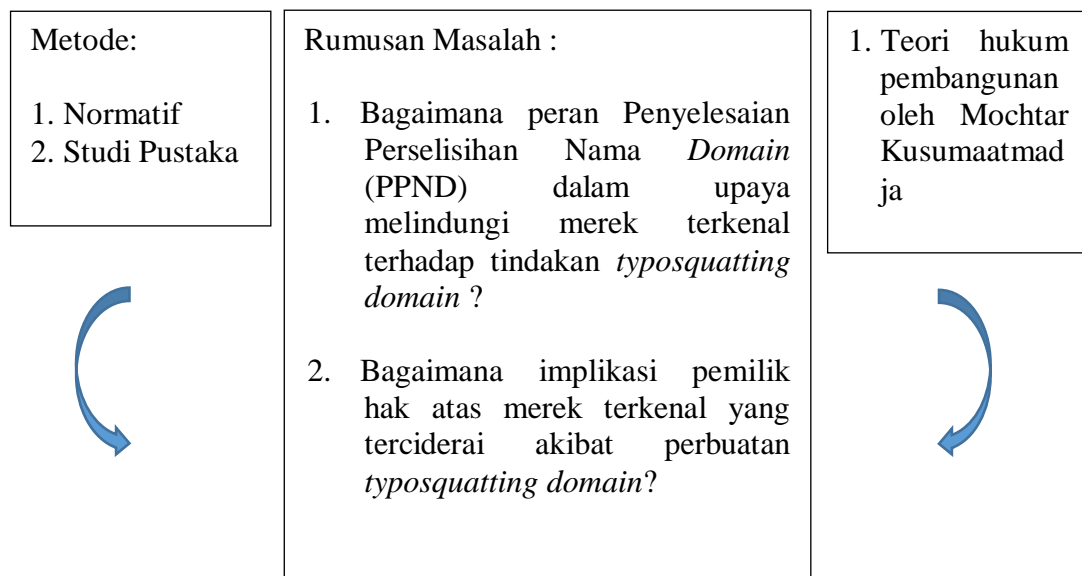 Metode:
1. Normatif
2. Studi Pustaka
Rumusan Masalah :
1. Bagaimana peran Penyelesaian
Perselisihan Nama Domain
(PPND) dalam upaya
melindungi merek terkenal
terhadap tindakan typosquatting
domain ?
2. Bagaimana implikasi pemilik
hak atas merek terkenal yang
terciderai akibat perbuatan
typosquatting domain?
1. Teori hukum
pembangunan
oleh Mochtar
Kusumaatmad
ja